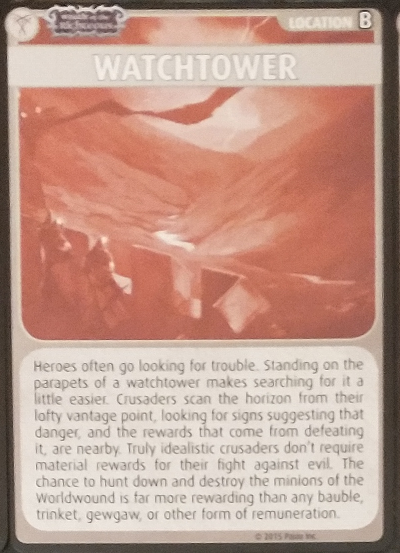 Wrath of the
Righteous
LOCATION B
WATCHTOWER
Heroes often go looking for trouble. Standing on the
parapets of a watchtower makes searching for it a
little easier. Crusaders scan the horizon from their
lofty vantage point, looking for signs suggesting that
danger, and the rewards that come from defeating
it, are nearby. Truly idealistic crusaders don't require
material rewards for their fight against evil. The
chance to hunt down and destroy the minions of the
Worldwound is far more rewarding than any bauble,
trinket, gewgaw, or other form of remuneration.
© 2015 Paizo Inc.